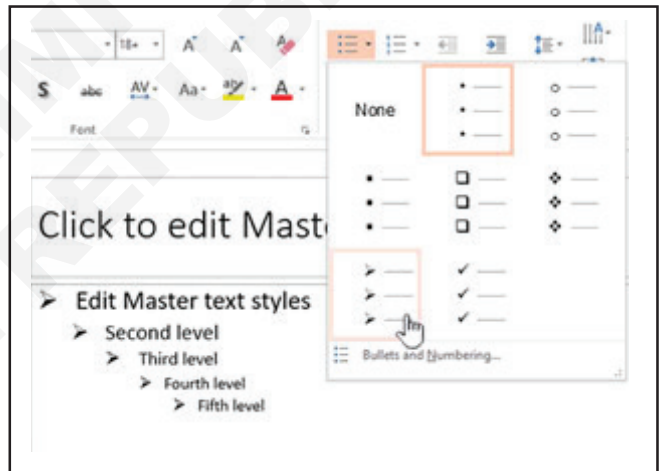 18+
A A
S abc AV Aa aby A
Font
None
Click to edit Mast
➢ Edit Master text styles
➢ Second level
➢ Third level
➢ Fourth level
➢ Fifth level
Bullets and Numbering...